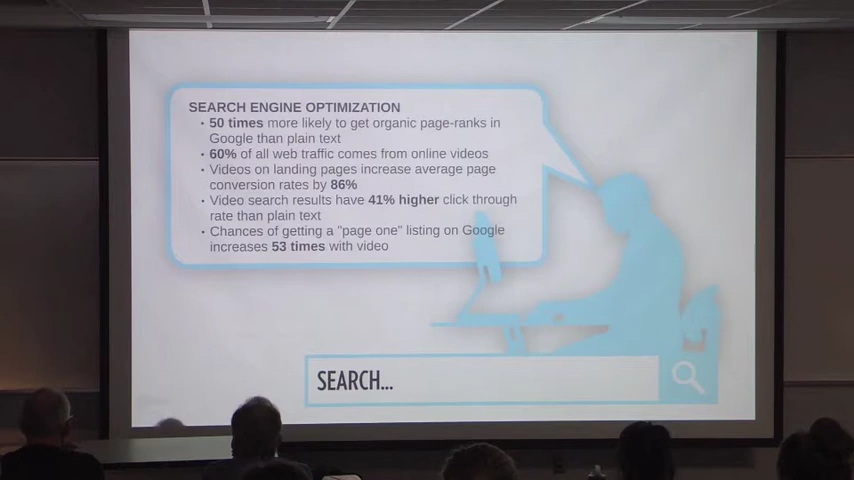 SEARCH ENGINE OPTIMIZATION
• 50 times more likely to get organic page-ranks in
Google than plain text
• 60% of all web traffic comes from online videos
• Videos on landing pages increase average page
conversion rates by 86%
• Video search results have 41% higher click through
rate than plain text
• Chances of getting a "page one" listing on Google
increases 53 times with video
SEARCH...